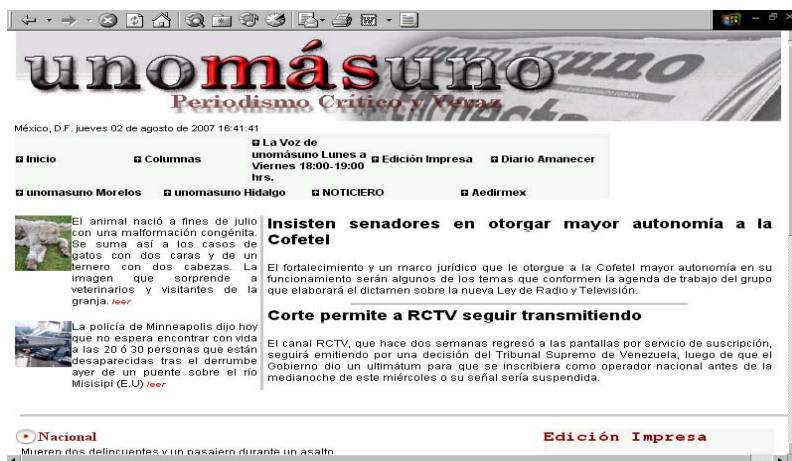 unomásuno
Periodismo Crítico y Veraz
México, D.F. jueves 02 de agosto de 2007 16:41:41
Inicio
Columnas
La Voz de
unomásuno Lunes a
Viernes 18:00-19:00
hrs.
Edición Impresa
Diario Amanecer
unomasuno Morelos
unomasuno Hidalgo
NOTICIERO
Aedirmex
El animal nació a fines de julio
con una malformación congénita.
Se suma así a los casos de
gatos con dos caras y de un
ternero con dos cabezas. La
imagen que sorprende a
veterinarios y visitantes de la
granja. leer
La policía de Minneapolis dijo hoy
que no espera encontrar con vida
a las 20 ó 30 personas que están
desaparecidas tras el derrumbe
ayer de un puente sobre el río
Misisipi (E.U) leer
Insisten senadores en otorgar mayor autonomía a la
Cofetel
El fortalecimiento y un marco jurídico que le otorgue a la Cofetel mayor autonomía en su
funcionamiento serán algunos de los temas que conformen la agenda de trabajo del grupo
que elaborará el dictamen sobre la nueva Ley de Radio y Televisión.
Corte permite a RCTV seguir transmitiendo
El canal RCTV, que hace dos semanas regresó a las pantallas por servicio de suscripción,
seguirá emitiendo por una decisión del Tribunal Supremo de Venezuela, luego de que el
Gobierno dio un ultimátum para que se inscribiera como operador nacional antes de la
medianoche de este miércoles o su señal sería suspendida.
Nacional
Mueren dos delincuentes y un pasajero durante un asalto
Edición Impresa